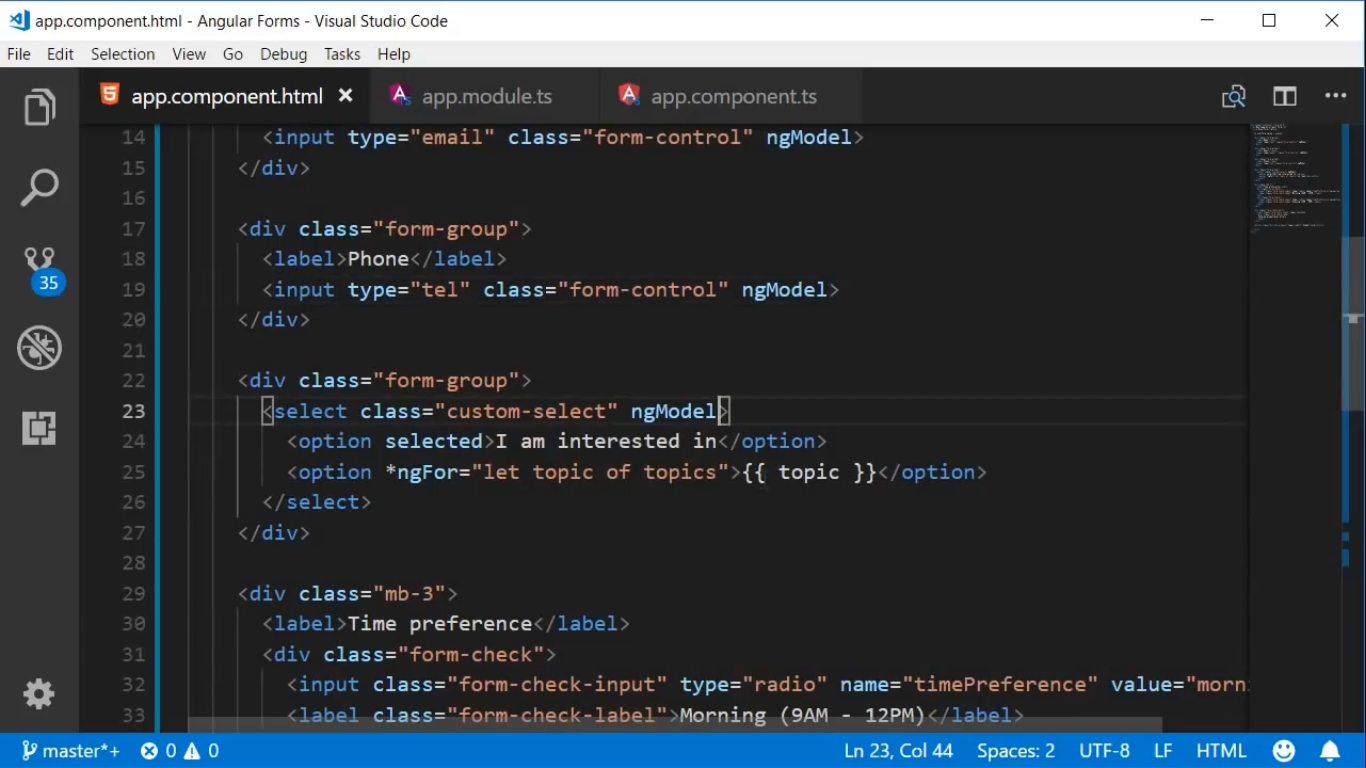 app.component.html - Angular Forms - Visual Studio Code
File Edit Selection View Go Debug Tasks Help
app.component.html app.module.ts app.component.ts
14 <input type="email" class="form-control" ngModel>
15 </div>
16
17 <div class="form-group">
18 <label>Phone</label>
19 <input type="tel" class="form-control" ngModel>
20 </div>
21
22 <div class="form-group">
23 <select class="custom-select" ngModel>
24 <option selected>I am interested in</option>
25 <option *ngFor="let topic of topics">{{ topic }}</option>
26 </select>
27 </div>
28
29 <div class="mb-3">
30 <label>Time preference</label>
31 <div class="form-check">
32 <input class="form-check-input" type="radio" name="timePreference" value="morn
33 <label class="form-check-label">Morning (9AM - 12PM)</label>
35
master*+ 0 0 Ln 23, Col 44 Spaces: 2 UTF-8 LF HTML